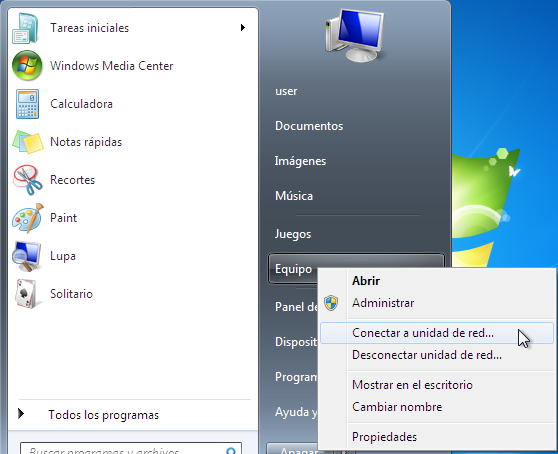 Tareas iniciales
Windows Media Center
Calculadora
Notas rápidas
Recortes
Paint
Lupa
Solitario
Todos los programas
Buscar programas y archivos
user
Documentos
Imágenes
Música
Juegos
Equipo
Panel de
Disposit
Program
Ayuda y
Apagar
Abrir
Administrar
Conectar a unidad de red...
Desconectar unidad de red...
Mostrar en el escritorio
Cambiar nombre
Propiedades